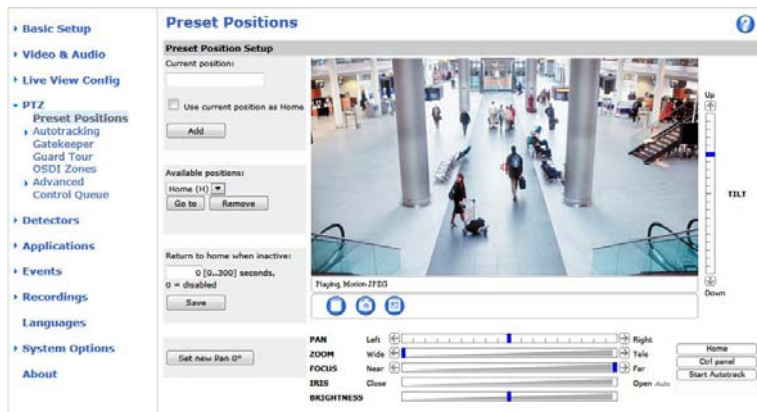 Basic Setup
Video & Audio
Live View Config
PTZ
Preset Positions
Autotracking
Gatekeeper
Guard Tour
OSDI Zones
Advanced
Control Queue
Detectors
Applications
Events
Recordings
Languages
System Options
About
Preset Positions
?
Preset Position Setup
Current position:
Use current position as Home
Add
Available positions:
Home (H)
Go to Remove
Return to home when inactive:
0 [0..300] seconds,
0 = disabled
Save
Set new Pan 0°
Up
TILT
Down
Playing, Motion JPEG
PAN Left Right
ZOOM Wide Tele
FOCUS Near Far
IRIS Close Open Auto
BRIGHTNESS
Home
Ctrl panel
Start Autotrack